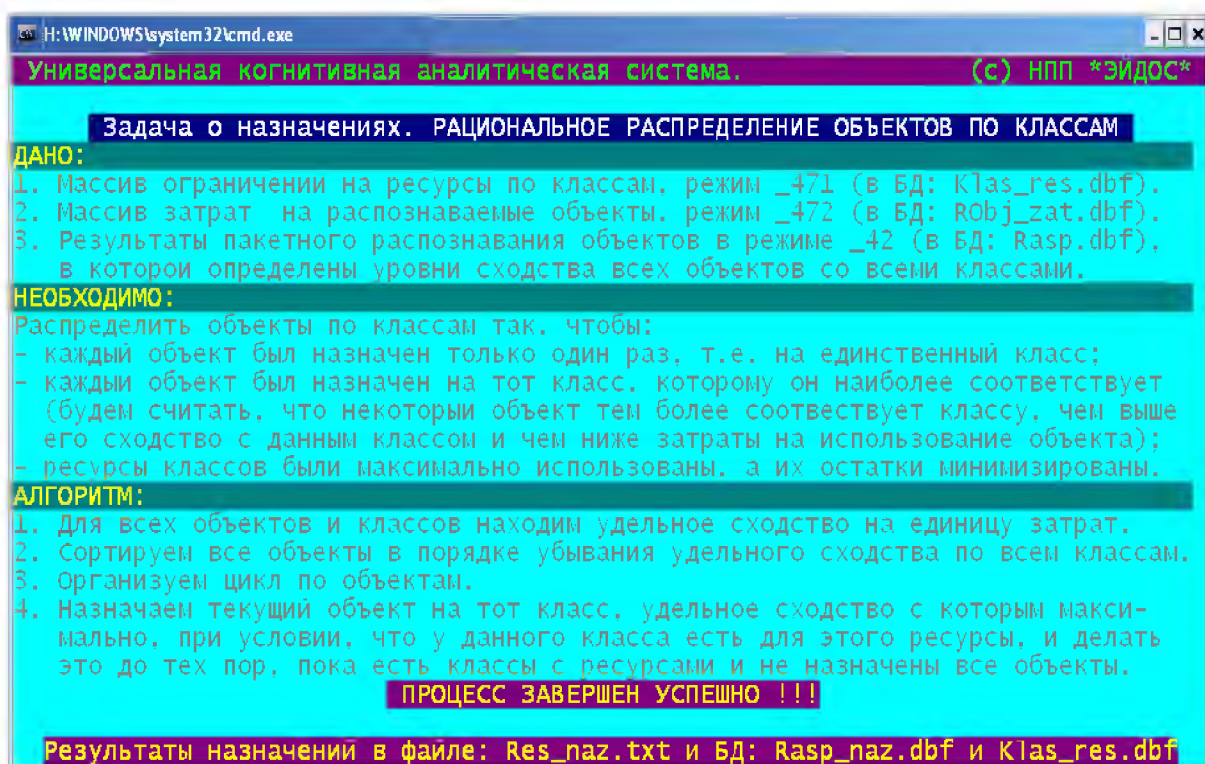 H:\WINDOWS\system32\cmd.exe
Универсальная когнитивная аналитическая система. (с) НПП *ЭЙДОС*
Задача о назначениях. РАЦИОНАЛЬНОЕ РАСПРЕДЕЛЕНИЕ ОБЪЕКТОВ ПО КЛАССАМ
ДАНО:
1. Массив ограничений на ресурсы по классам, режим _471 (в БД: Klas_res.dbf).
2. Массив затрат на распознаваемые объекты, режим _472 (в БД: RObj_zat.dbf).
3. Результаты пакетного распознавания объектов в режиме _42 (в БД: Rasp.dbf),
в которой определены уровни сходства всех объектов со всеми классами.
НЕОБХОДИМО:
Распределить объекты по классам так, чтобы:
- каждый объект был назначен только один раз, т.е. на единственный класс;
- каждый объект был назначен на тот класс, которому он наиболее соответствует
(будем считать, что некоторый объект тем более соотвествует классу, чем выше
его сходство с данным классом и чем ниже затраты на использование объекта);
- ресурсы классов были максимально использованы, а их остатки минимизированы.
АЛГОРИТМ:
1. Для всех объектов и классов находим удельное сходство на единицу затрат.
2. Сортируем все объекты в порядке убывания удельного сходства по всем классам.
3. Организуем цикл по объектам.
4. Назначаем текущий объект на тот класс, удельное сходство с которым макси-
мально, при условии, что у данного класса есть для этого ресурсы, и делать
это до тех пор, пока есть классы с ресурсами и не назначены все объекты.
ПРОЦЕСС ЗАВЕРШЕН УСПЕШНО !!!
Результаты назначений в файле: Res_naz.txt и БД: Rasp_naz.dbf и Klas_res.dbf